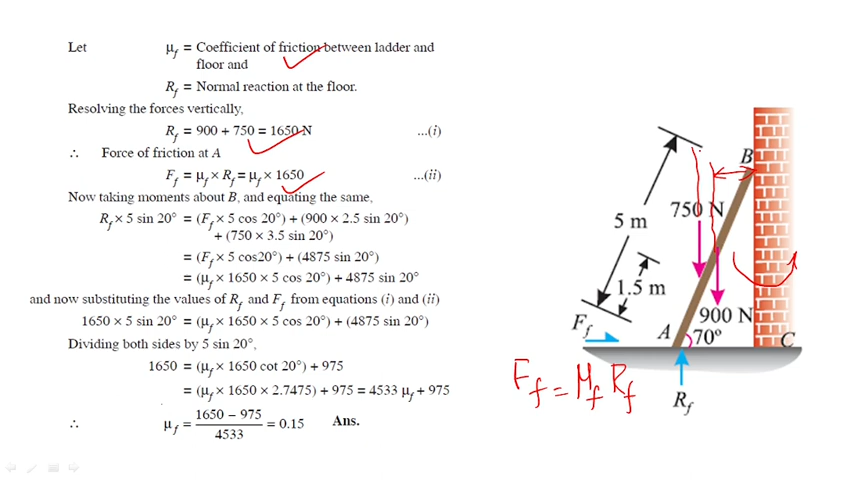 Let μf = Coefficient of friction between ladder and
floor and
Rf = Normal reaction at the floor.
Resolving the forces vertically,
Rf = 900 + 750 = 1650 N ...(i)
∴ Force of friction at A
Ff = μf × Rf = μf × 1650 ...(ii)
Now taking moments about B, and equating the same,
Rf × 5 sin 20° = (Ff × 5 cos 20°) + (900 × 2.5 sin 20°)
+ (750 × 3.5 sin 20°)
= (Ff × 5 cos20°) + (4875 sin 20°)
= (μf × 1650 × 5 cos 20°) + 4875 sin 20°
and now substituting the values of Rf and Ff from equations (i) and (ii)
1650 × 5 sin 20° = (μf × 1650 × 5 cos 20°) + (4875 sin 20°)
Dividing both sides by 5 sin 20°,
1650 = (μf × 1650 cot 20°) + 975
= (μf × 1650 × 2.7475) + 975 = 4533 μf + 975
∴ μf = (1650 − 975)/4533 = 0.15 Ans.
B
750 N
5 m
1.5 m
900 N
Ff
A
70°
C
Rf
Ff = μf Rf